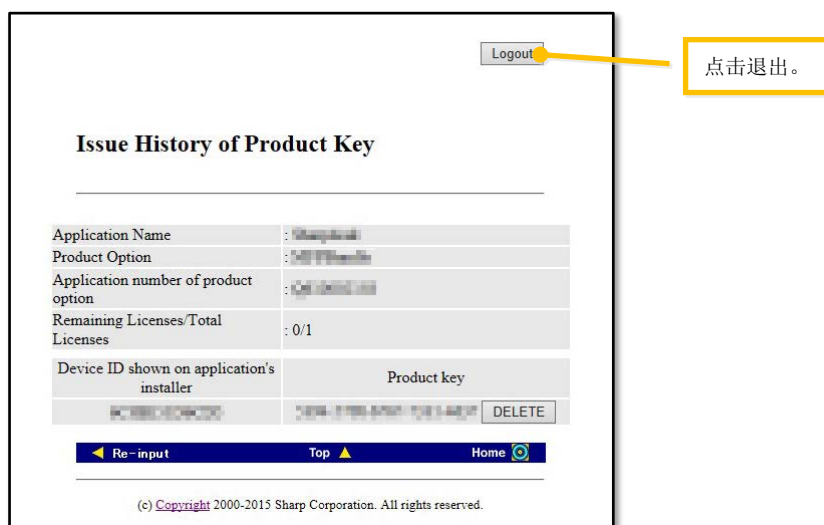 Logout
点击退出。
Issue History of Product Key
Application Name :
Product Option :
Application number of product
option :
Remaining Licenses/Total
Licenses : 0/1
Device ID shown on application's
installer
Product key
DELETE
Re-input Top Home
(c) Copyright 2000-2015 Sharp Corporation. All rights reserved.